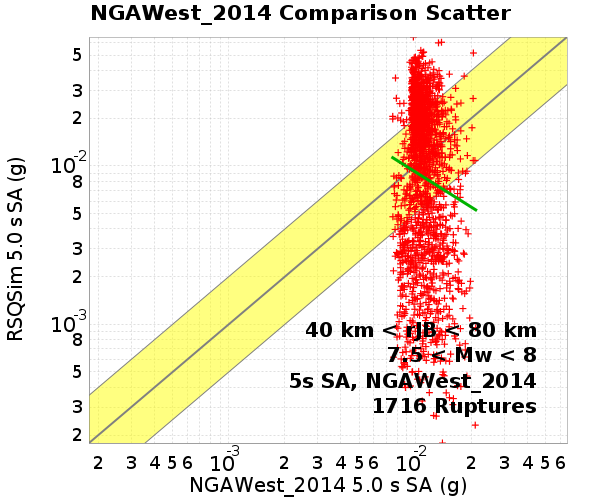 NGAWest_2014 Comparison Scatter
RSQSim 5.0 s SA (g)
5
3
2
10-2
8
5
3
2
10-3
8
5
3
2
40 km < rJB < 80 km
7.5 < Mw < 8
5s SA, NGAWest_2014
1716 Ruptures
2 3 4 5 6 10-3 2 3 4 5 6 10-2 2 3 4 5 6
NGAWest_2014 5.0 s SA (g)